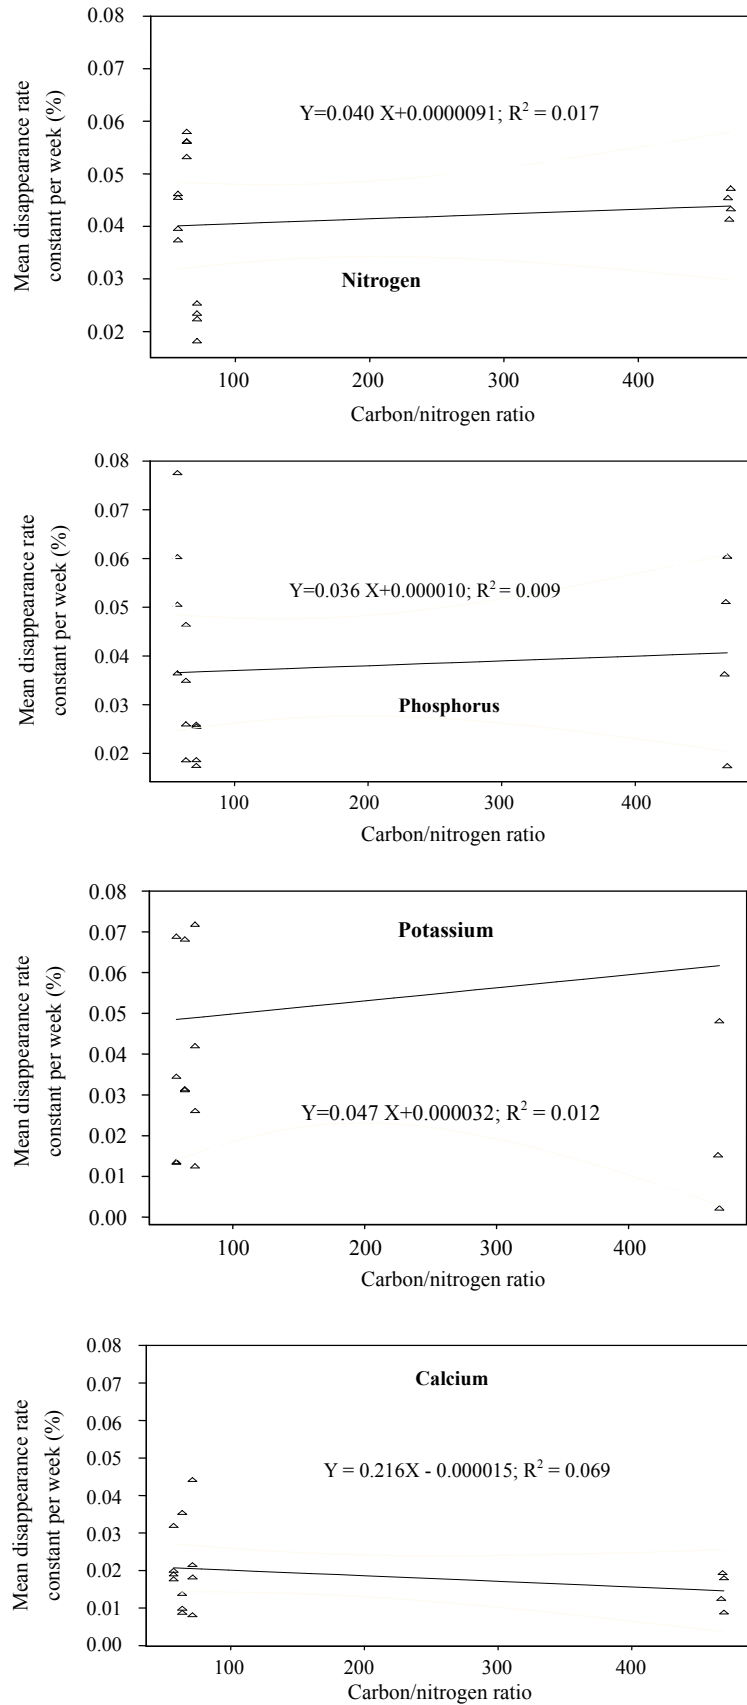 0.08
0.07
0.06
0.05
0.04
0.03
0.02
Mean disappearance rate
constant per week (%)
Y=0.040 X+0.0000091; R² = 0.017
Nitrogen
100 200 300 400
Carbon/nitrogen ratio
0.08
0.07
0.06
0.05
0.04
0.03
0.02
Mean disappearance rate
constant per week (%)
Y=0.036 X+0.000010; R² = 0.009
Phosphorus
100 200 300 400
Carbon/nitrogen ratio
0.08
0.07
0.06
0.05
0.04
0.03
0.02
0.01
0.00
Mean disappearance rate
constant per week (%)
Potassium
Y=0.047 X+0.000032; R² = 0.012
100 200 300 400
Carbon/nitrogen ratio
0.08
0.07
0.06
0.05
0.04
0.03
0.02
0.01
0.00
Mean disappearance rate
constant per week (%)
Calcium
Y = 0.216X - 0.000015; R² = 0.069
100 200 300 400
Carbon/nitrogen ratio